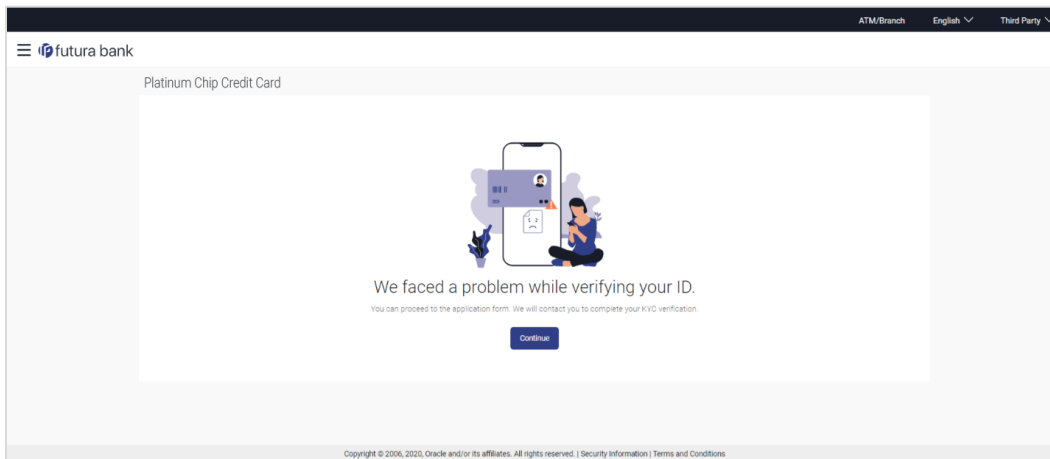 ATM/Branch English Third Party
futura bank
Platinum Chip Credit Card
We faced a problem while verifying your ID.
You can proceed to the application form. We will contact you to complete your KYC verification.
Continue
Copyright © 2006, 2020, Oracle and/or its affiliates. All rights reserved. | Security Information | Terms and Conditions